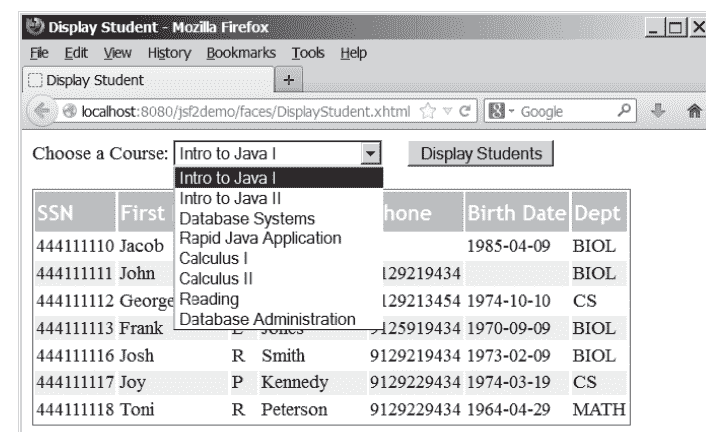 Display Student - Mozilla Firefox
File Edit View History Bookmarks Tools Help
Display Student +
localhost:8080/jsf2demo/faces/DisplayStudent.xhtml Google
Choose a Course: Intro to Java I Display Students
Intro to Java I
Intro to Java II
Database Systems
Rapid Java Application
Calculus I
Calculus II
Reading
Database Administration
SSN First hone Birth Date Dept
444111110 Jacob 1985-04-09 BIOL
444111111 John 9129219434 BIOL
444111112 George 9129213454 1974-10-10 CS
444111113 Frank E Jones 9125919434 1970-09-09 BIOL
444111116 Josh R Smith 9129219434 1973-02-09 BIOL
444111117 Joy P Kennedy 9129229434 1974-03-19 CS
444111118 Toni R Peterson 9129229434 1964-04-29 MATH